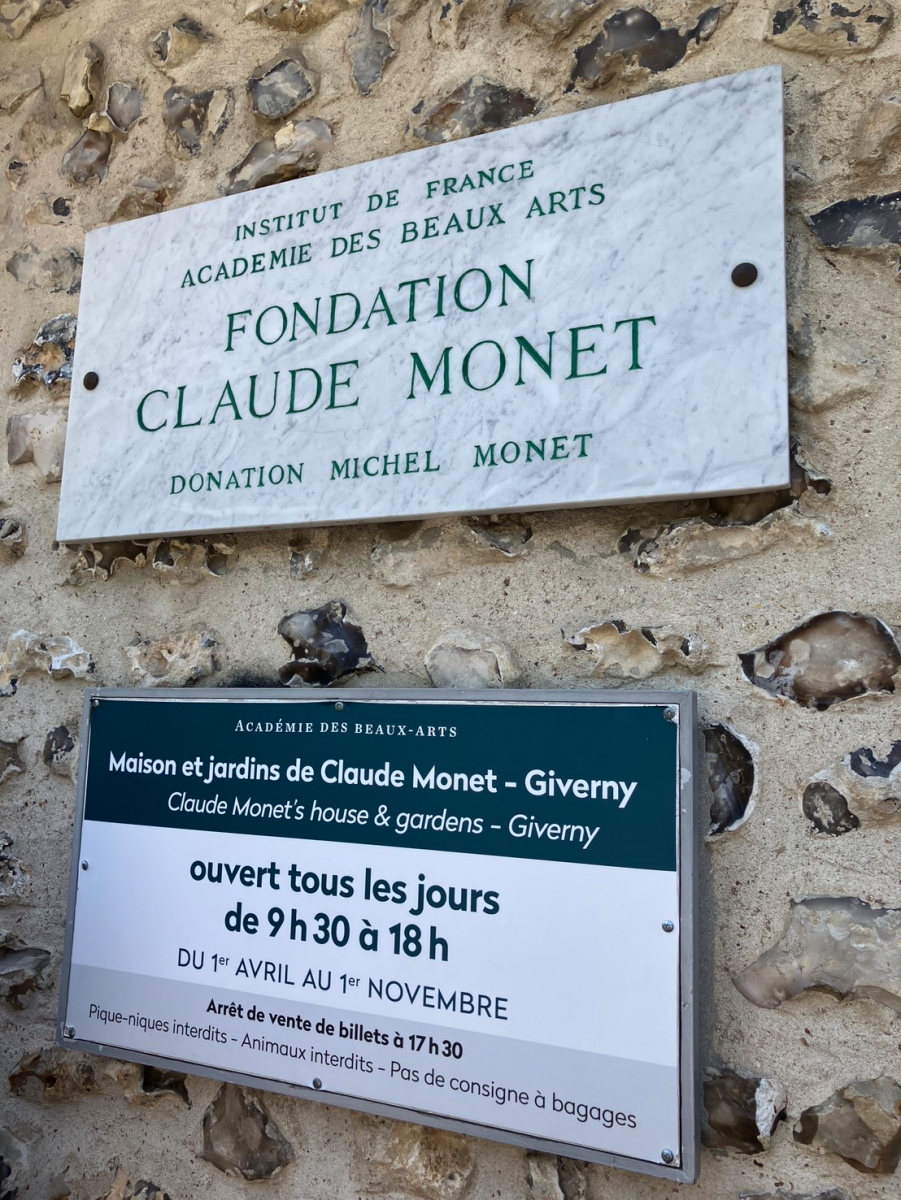 INSTITUT DE FRANCE
ACADEMIE DES BEAUX ARTS
FONDATION
CLAUDE MONET
DONATION MICHEL MONET
ACADÉMIE DES BEAUX-ARTS
Maison et jardins de Claude Monet - Giverny
Claude Monet's house & gardens - Giverny
ouvert tous les jours
de 9 h 30 à 18 h
DU 1er AVRIL AU 1er NOVEMBRE
Arrêt de vente de billets à 17 h 30
Pique-niques interdits - Animaux interdits - Pas de consigne à bagages